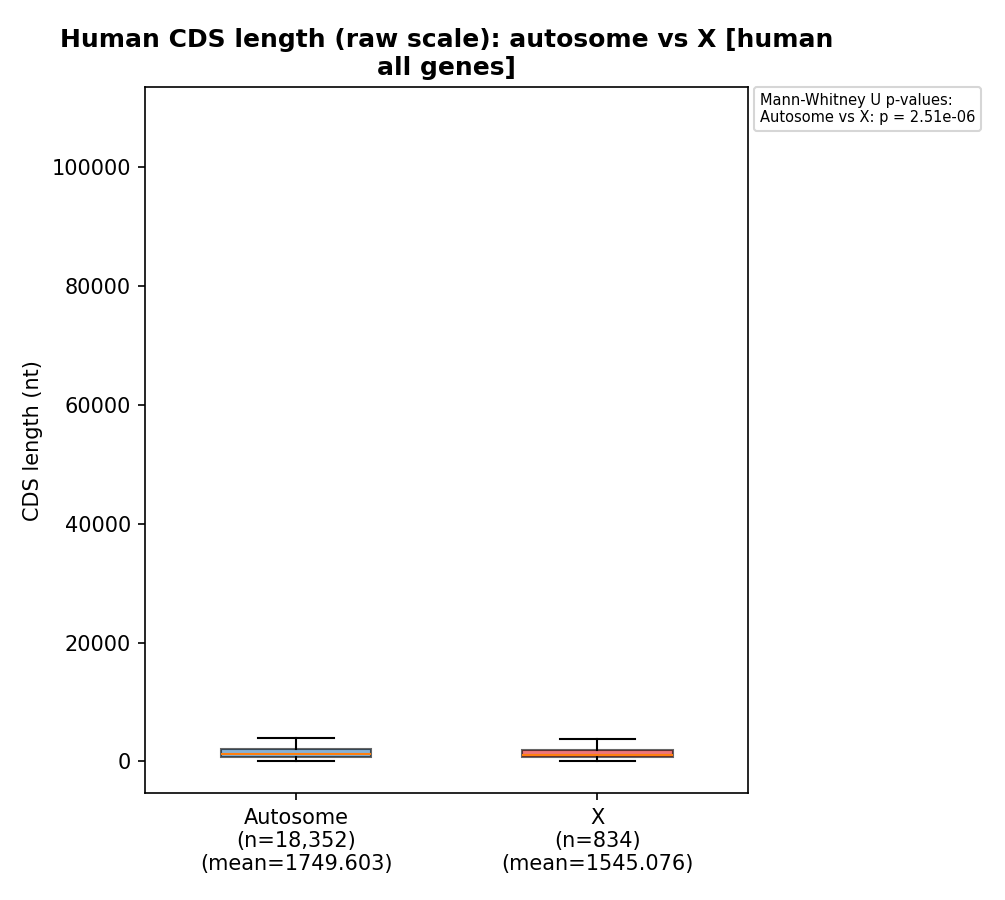 Human CDS length (raw scale): autosome vs X [human
all genes]
Mann-Whitney U p-values:
Autosome vs X: p = 2.51e-06
CDS length (nt)
100000
80000
60000
40000
20000
0
Autosome
(n=18,352)
(mean=1749.603)
X
(n=834)
(mean=1545.076)